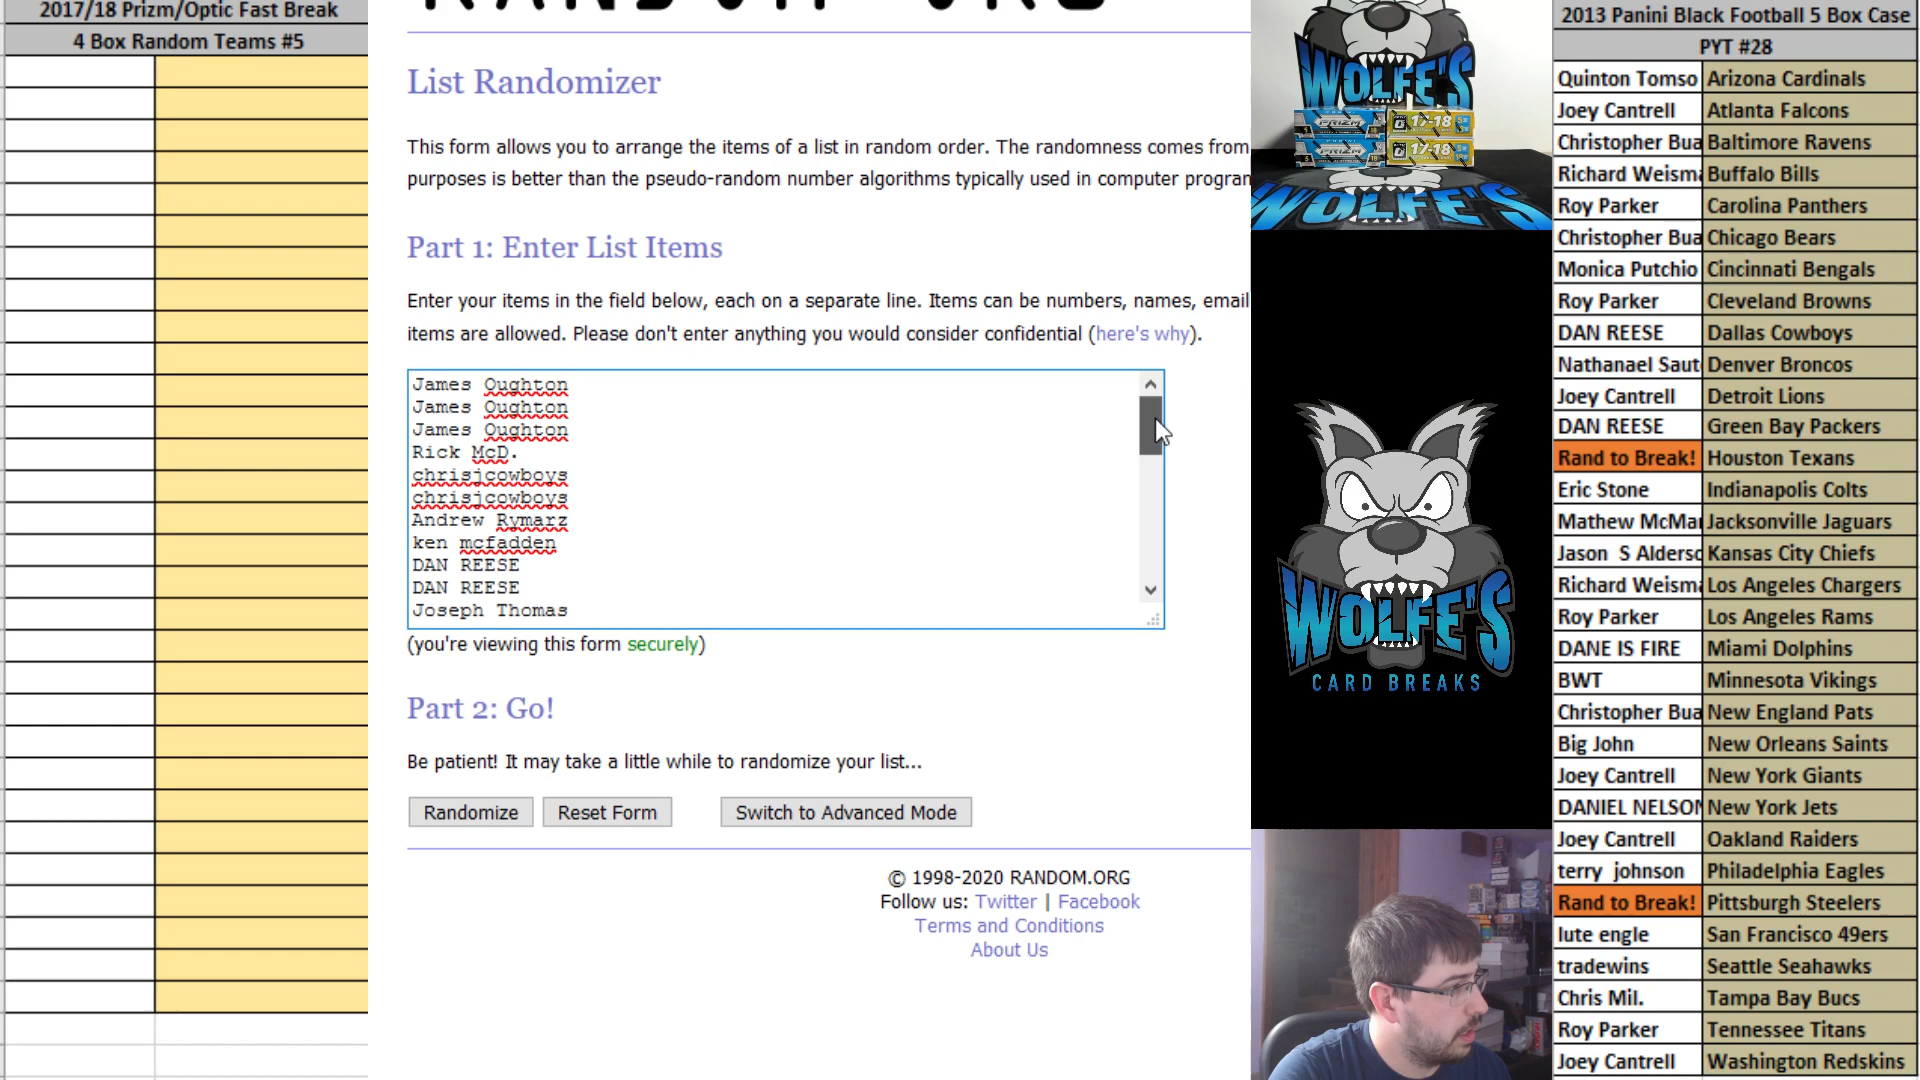 2017/18 Prizm/Optic Fast Break
4 Box Random Teams #5
List Randomizer
This form allows you to arrange the items of a list in random order. The randomness comes from
purposes is better than the pseudo-random number algorithms typically used in computer program
Part 1: Enter List Items
Enter your items in the field below, each on a separate line. Items can be numbers, names, email
items are allowed. Please don't enter anything you would consider confidential (here's why).
James Oughton
James Oughton
James Oughton
Rick McD.
chrisjcowboys
chrisjcowboys
Andrew Rymarz
ken mcfadden
DAN REESE
DAN REESE
Joseph Thomas
(you're viewing this form securely)
Part 2: Go!
Be patient! It may take a little while to randomize your list...
Randomize Reset Form Switch to Advanced Mode
© 1998-2020 RANDOM.ORG
Follow us: Twitter | Facebook
Terms and Conditions
About Us
WOLFE'S
PRIZM 17-18
PRIZM 17-18
WOLFE'S
WOLFE'S
CARD BREAKS
2013 Panini Black Football 5 Box Case
PYT #28
Quinton Tomso Arizona Cardinals
Joey Cantrell Atlanta Falcons
Christopher Bua Baltimore Ravens
Richard Weisma Buffalo Bills
Roy Parker Carolina Panthers
Christopher Bua Chicago Bears
Monica Putchio Cincinnati Bengals
Roy Parker Cleveland Browns
DAN REESE Dallas Cowboys
Nathanael Saut Denver Broncos
Joey Cantrell Detroit Lions
DAN REESE Green Bay Packers
Rand to Break! Houston Texans
Eric Stone Indianapolis Colts
Mathew McMa Jacksonville Jaguars
Jason S Alderso Kansas City Chiefs
Richard Weisma Los Angeles Chargers
Roy Parker Los Angeles Rams
DANE IS FIRE Miami Dolphins
BWT Minnesota Vikings
Christopher Bua New England Pats
Big John New Orleans Saints
Joey Cantrell New York Giants
DANIEL NELSON New York Jets
Joey Cantrell Oakland Raiders
terry johnson Philadelphia Eagles
Rand to Break! Pittsburgh Steelers
lute engle San Francisco 49ers
tradewins Seattle Seahawks
Chris Mil. Tampa Bay Bucs
Roy Parker Tennessee Titans
Joey Cantrell Washington Redskins